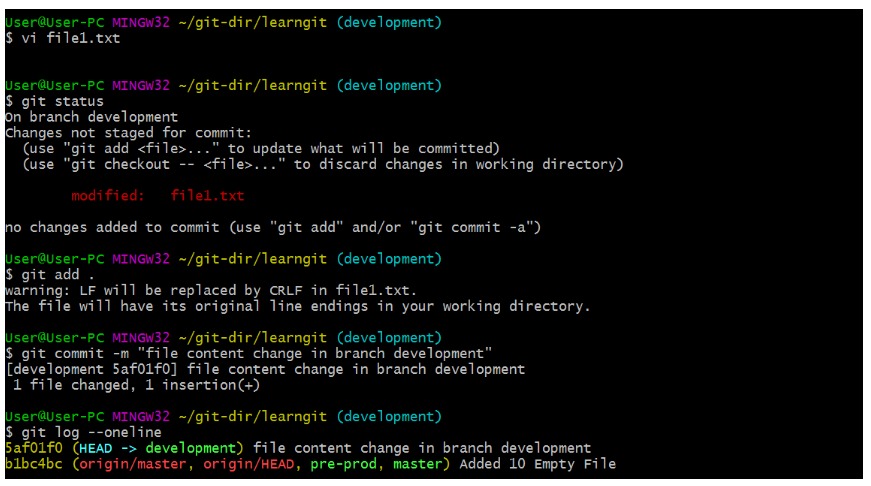 User@User-PC MINGW32 ~/git-dir/learngit (development)
$ vi file1.txt
User@User-PC MINGW32 ~/git-dir/learngit (development)
$ git status
On branch development
Changes not staged for commit:
  (use "git add <file>..." to update what will be committed)
  (use "git checkout -- <file>..." to discard changes in working directory)
        modified:   file1.txt
no changes added to commit (use "git add" and/or "git commit -a")
User@User-PC MINGW32 ~/git-dir/learngit (development)
$ git add .
warning: LF will be replaced by CRLF in file1.txt.
The file will have its original line endings in your working directory.
User@User-PC MINGW32 ~/git-dir/learngit (development)
$ git commit -m "file content change in branch development"
[development 5af01f0] file content change in branch development
 1 file changed, 1 insertion(+)
User@User-PC MINGW32 ~/git-dir/learngit (development)
$ git log --oneline
5af01f0 (HEAD -> development) file content change in branch development
b1bc4bc (origin/master, origin/HEAD, pre-prod, master) Added 10 Empty File